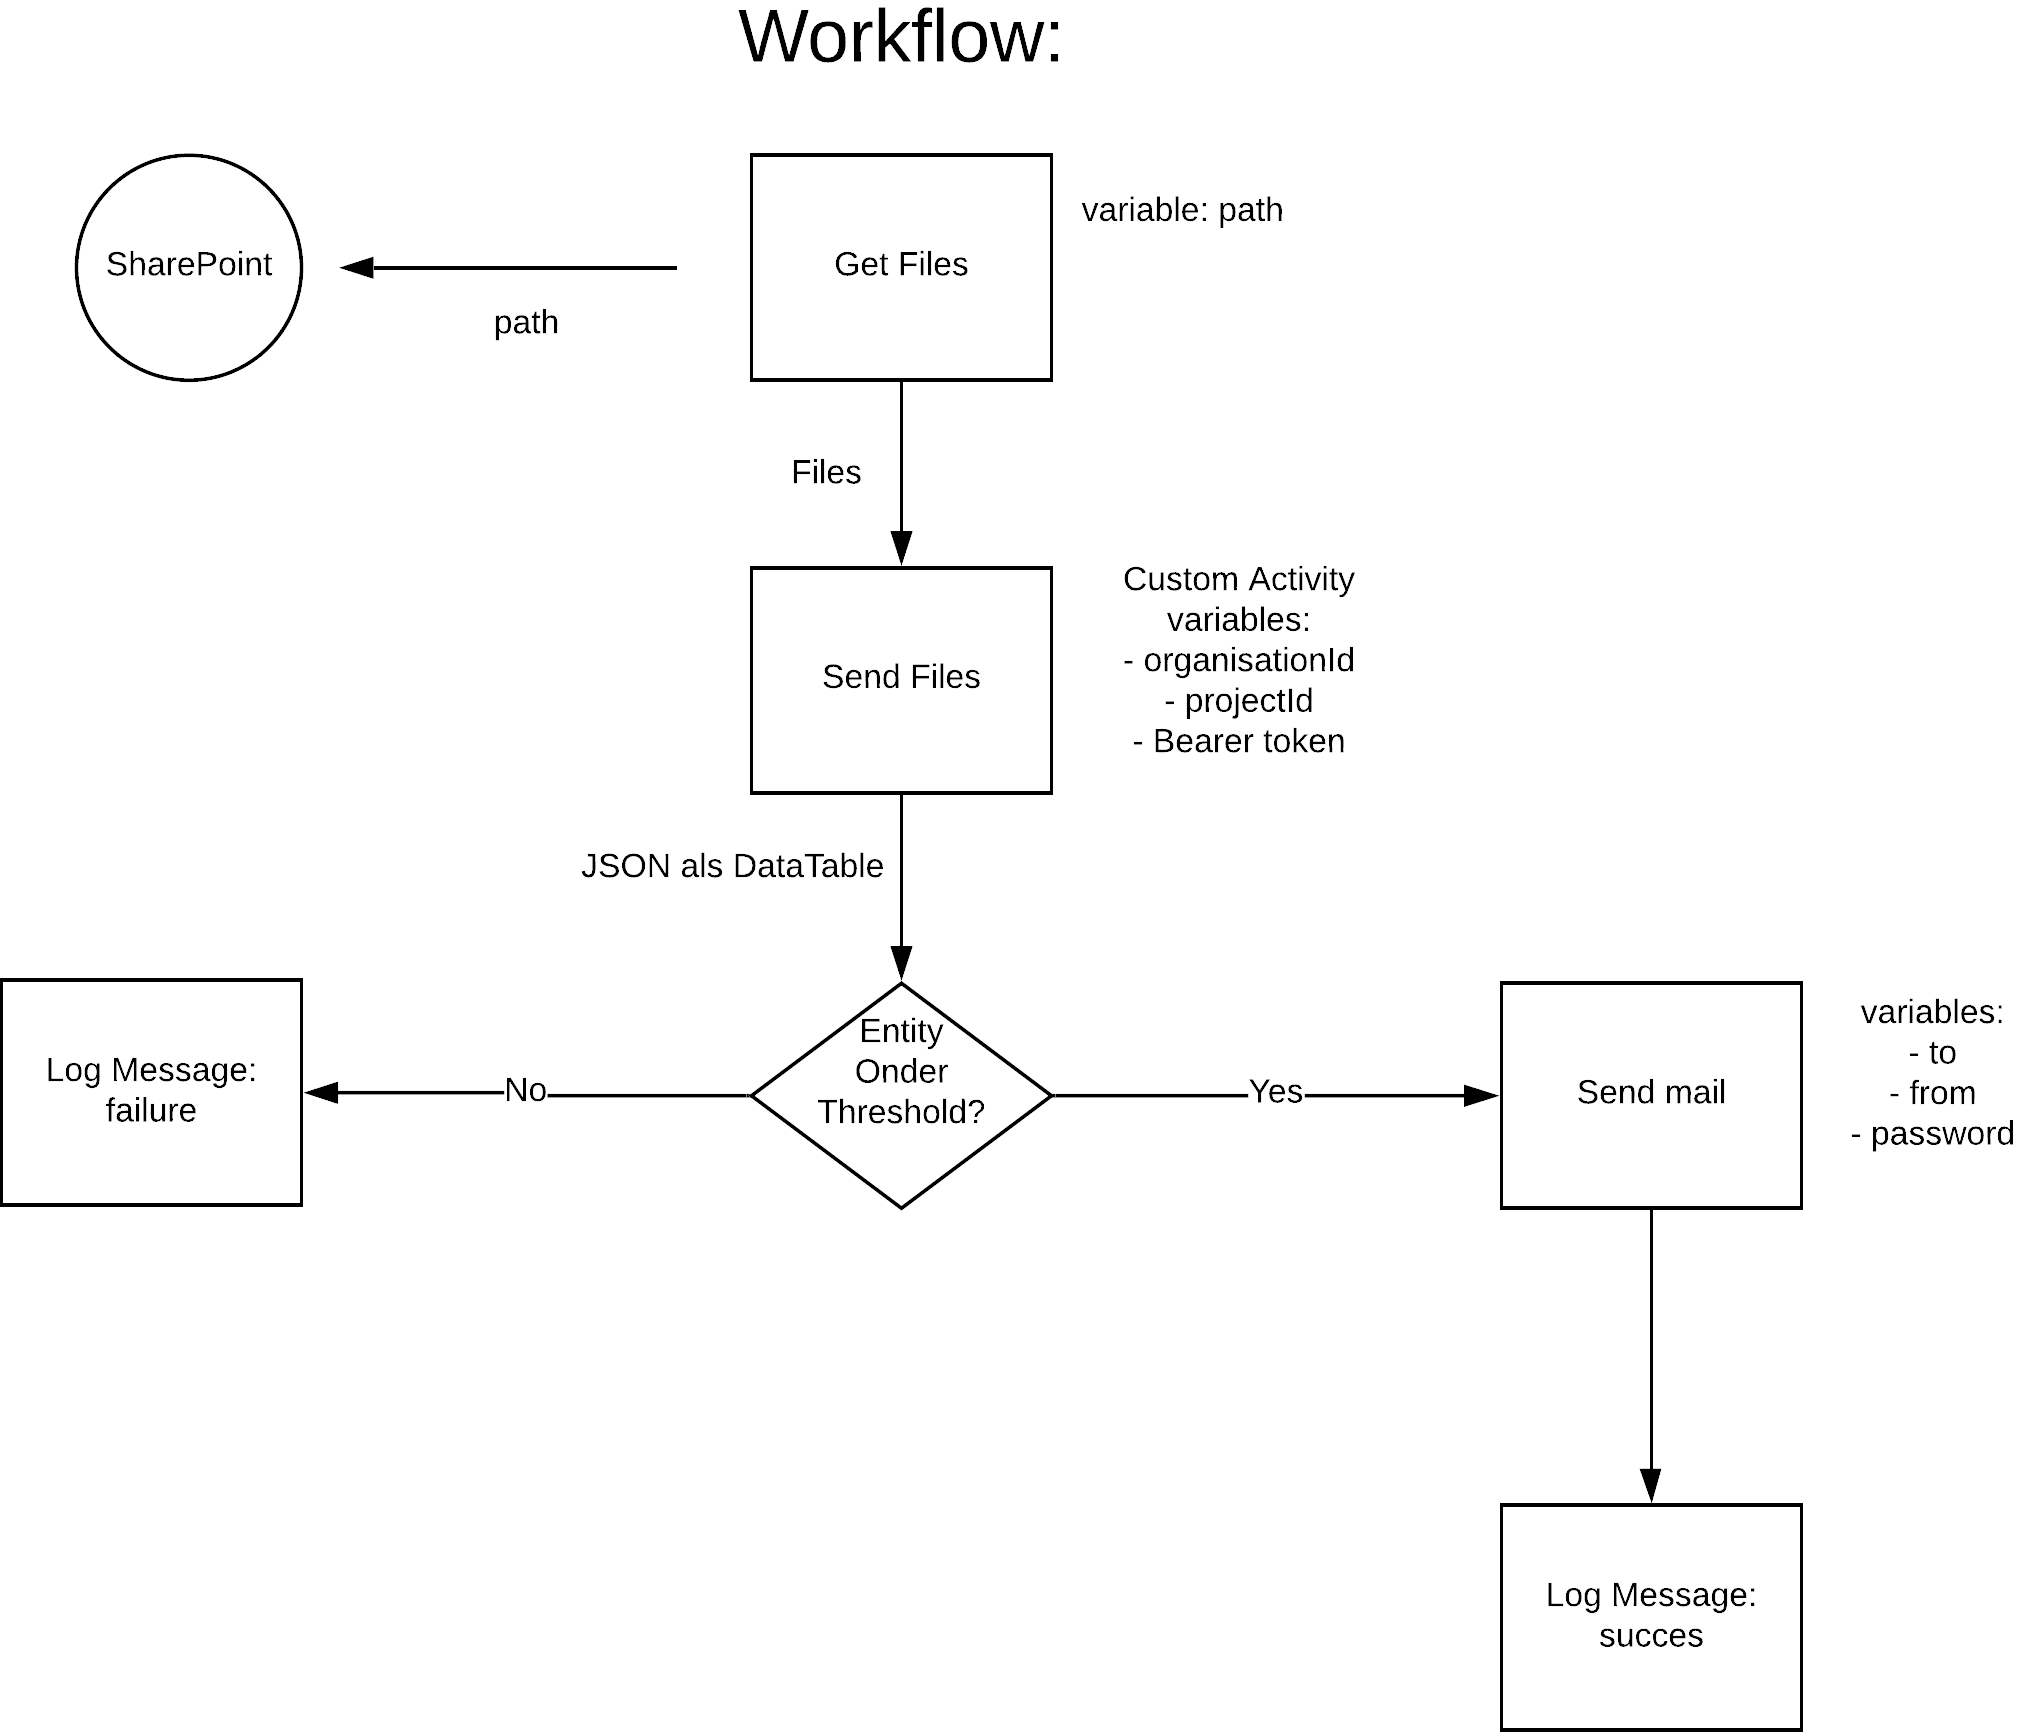 Workflow:
SharePoint
path
Get Files
variable: path
Files
Send Files
Custom Activity
variables:
- organisationId
- projectId
- Bearer token
JSON als DataTable
Log Message:
failure
No
Entity
Onder
Threshold?
Yes
Send mail
variables:
- to
- from
- password
Log Message:
succes